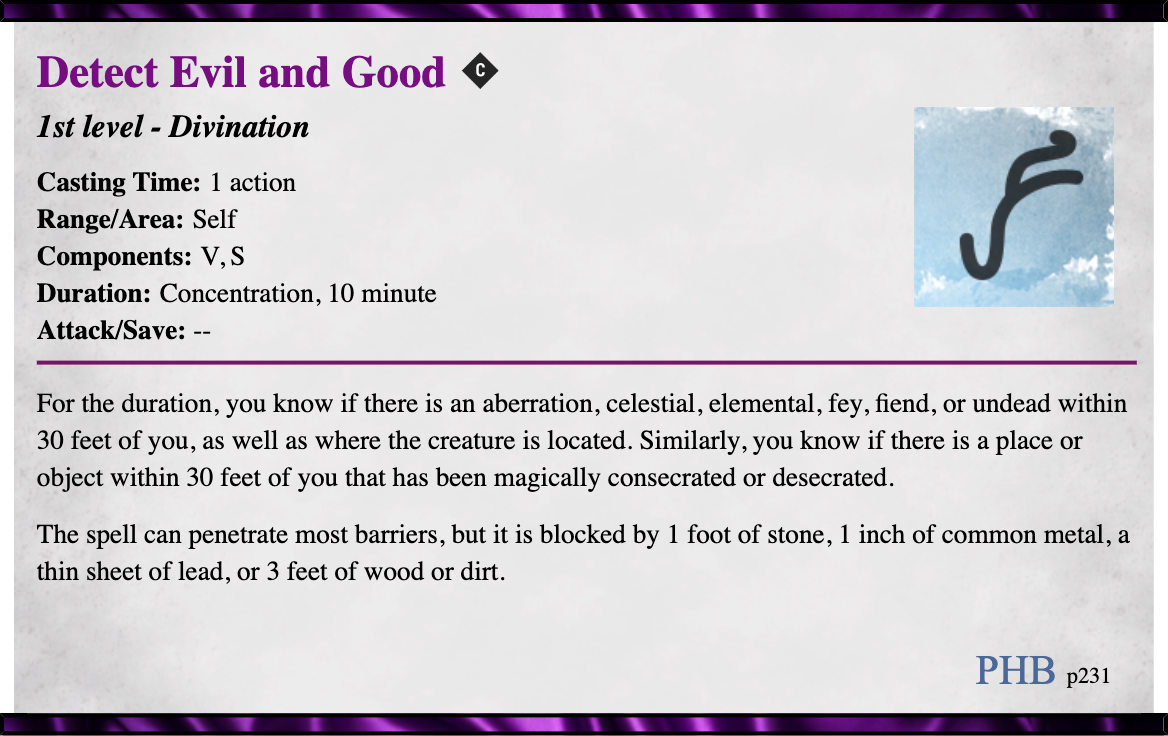 Detect Evil and Good C
1st level - Divination
Casting Time: 1 action
Range/Area: Self
Components: V, S
Duration: Concentration, 10 minute
Attack/Save: --
For the duration, you know if there is an aberration, celestial, elemental, fey, fiend, or undead within
30 feet of you, as well as where the creature is located. Similarly, you know if there is a place or
object within 30 feet of you that has been magically consecrated or desecrated.
The spell can penetrate most barriers, but it is blocked by 1 foot of stone, 1 inch of common metal, a
thin sheet of lead, or 3 feet of wood or dirt.
PHB p231